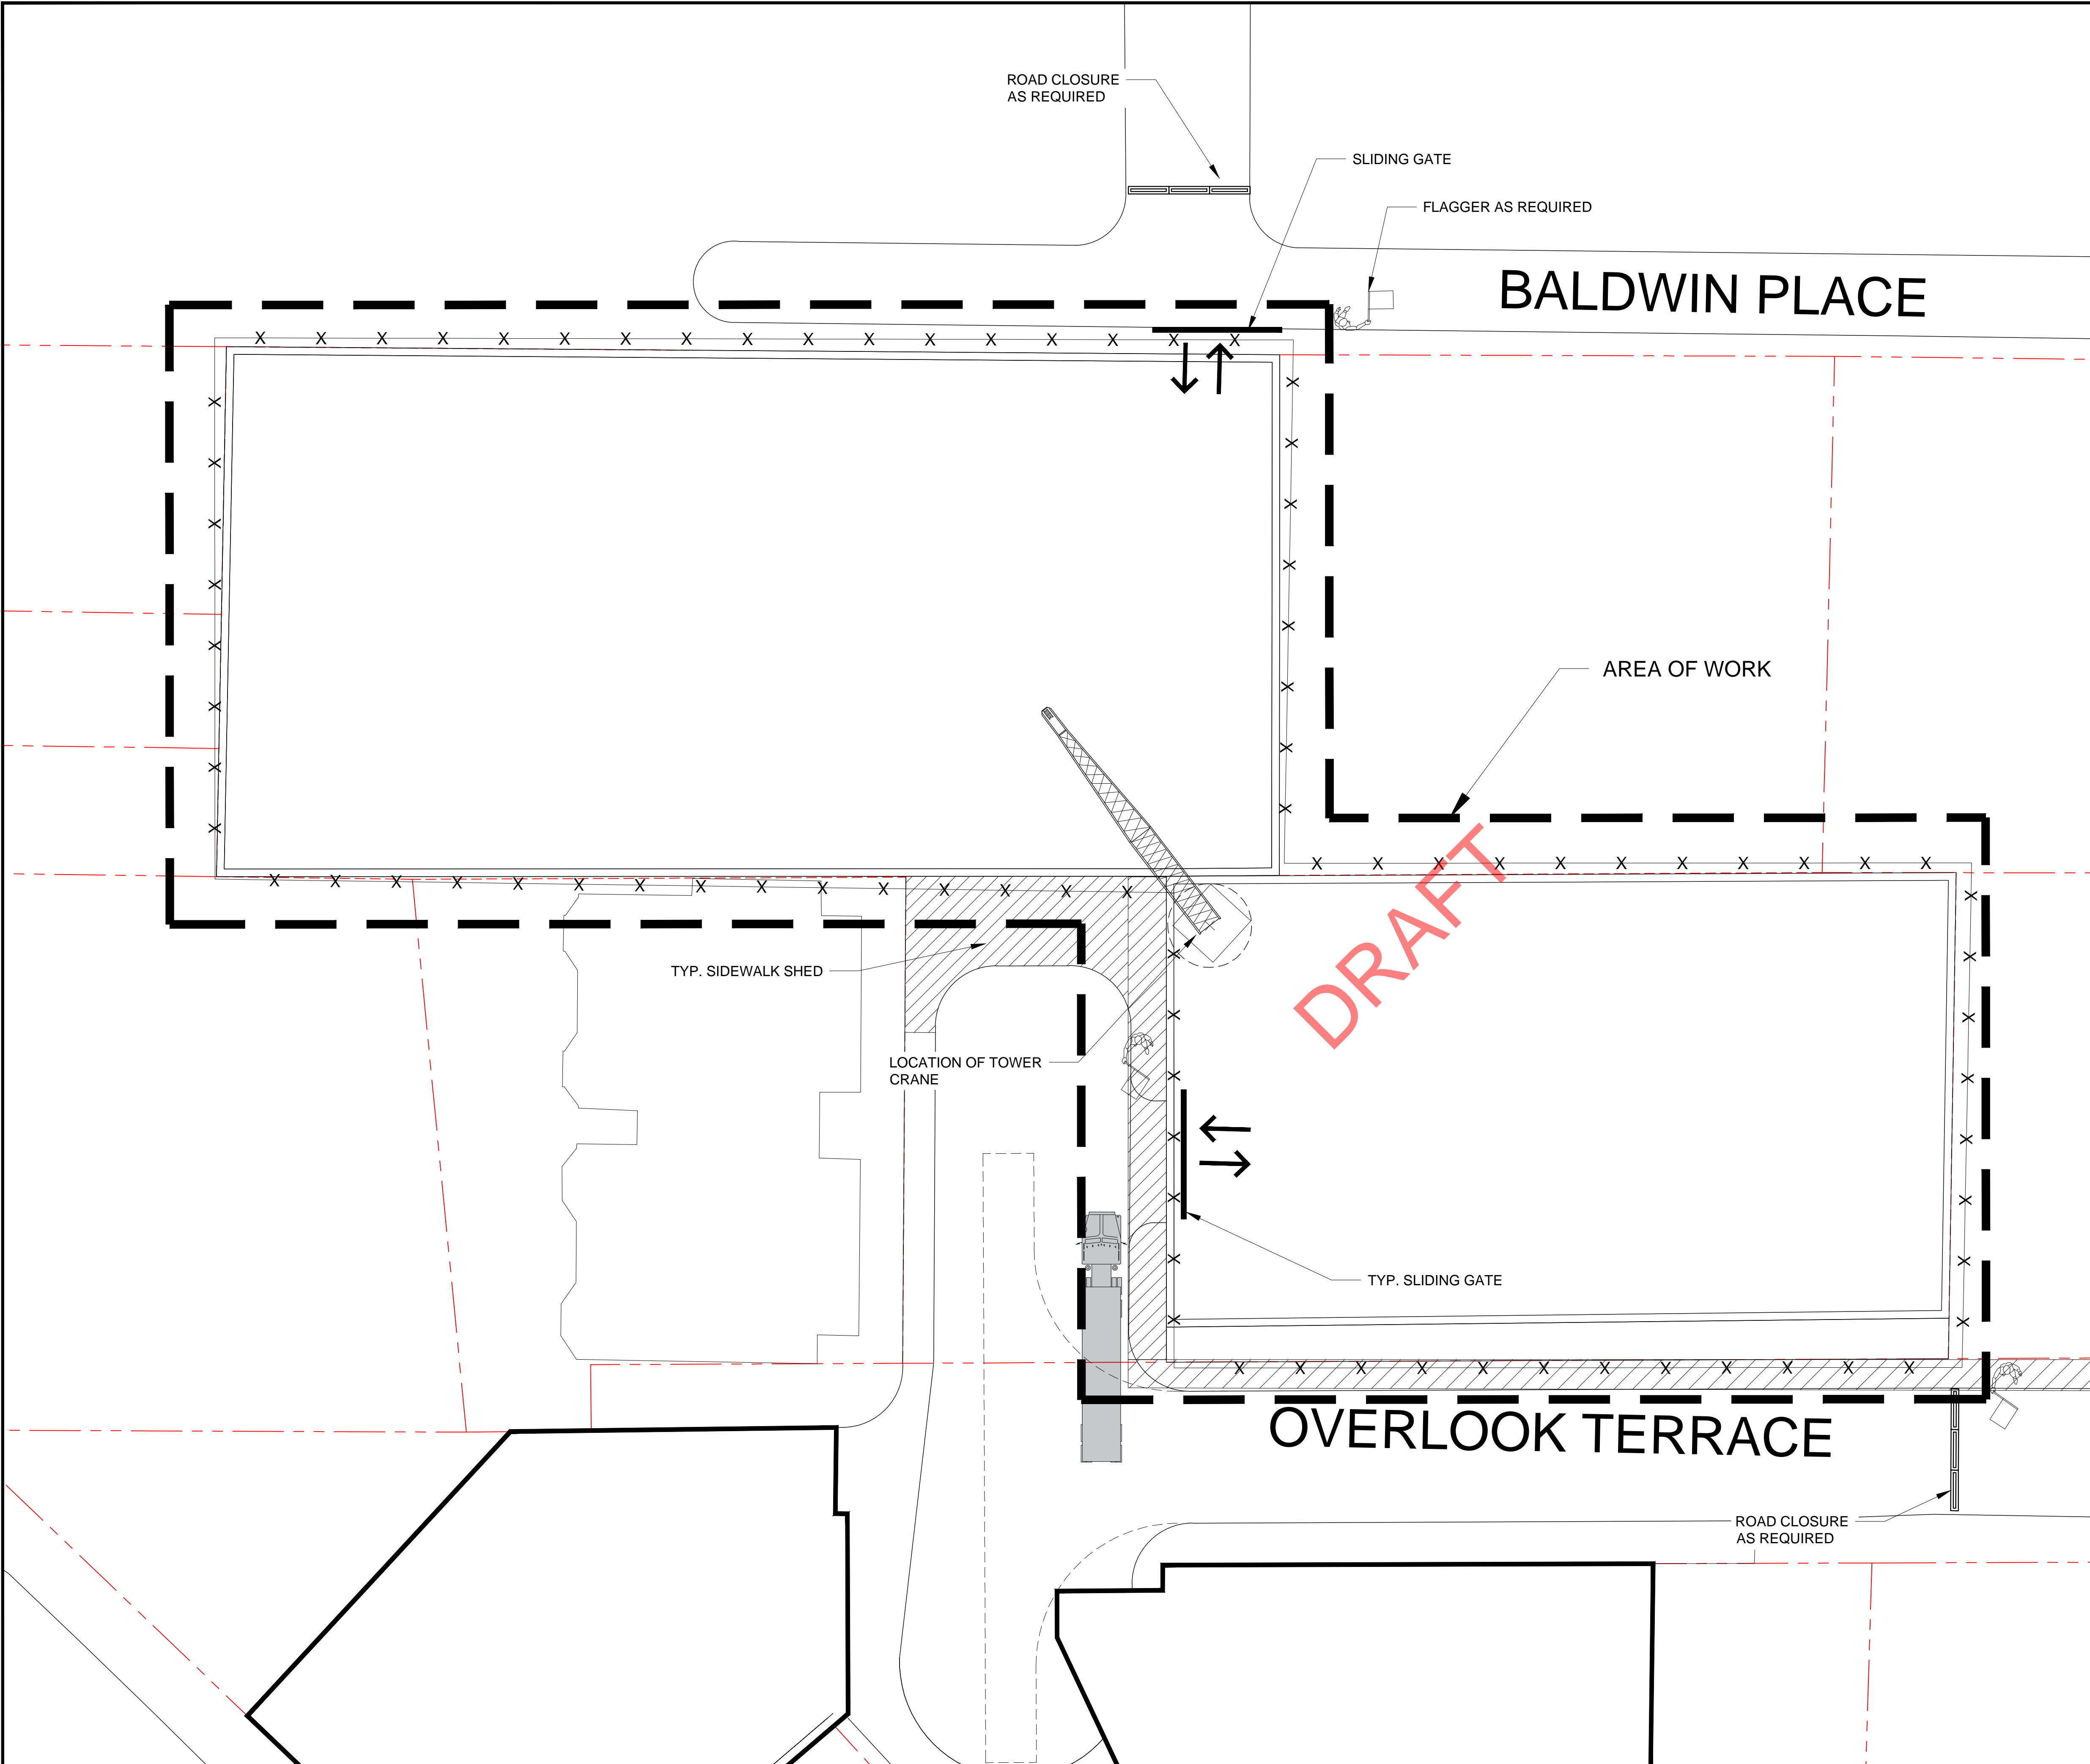 ROAD CLOSURE
AS REQUIRED
SLIDING GATE
FLAGGER AS REQUIRED
BALDWIN PLACE
AREA OF WORK
DRAFT
TYP. SIDEWALK SHED
LOCATION OF TOWER
CRANE
TYP. SLIDING GATE
OVERLOOK TERRACE
ROAD CLOSURE
AS REQUIRED